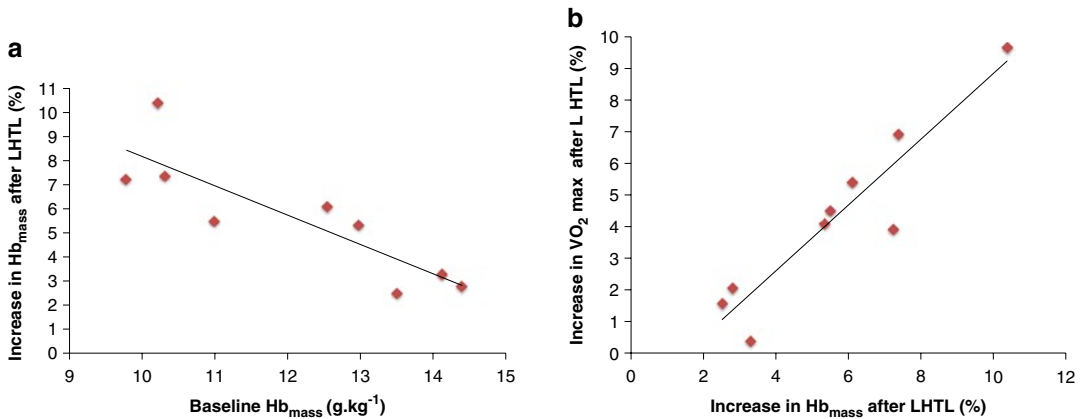 a
Increase in Hbmass after LHTL (%)
11
10
9
8
7
6
5
4
3
2
1
0
9 10 11 12 13 14 15
Baseline Hbmass (g.kg-1)
b
Increase in VO2 max after L HTL (%)
10
9
8
7
6
5
4
3
2
1
0
0 2 4 6 8 10 12
Increase in Hbmass after LHTL (%)